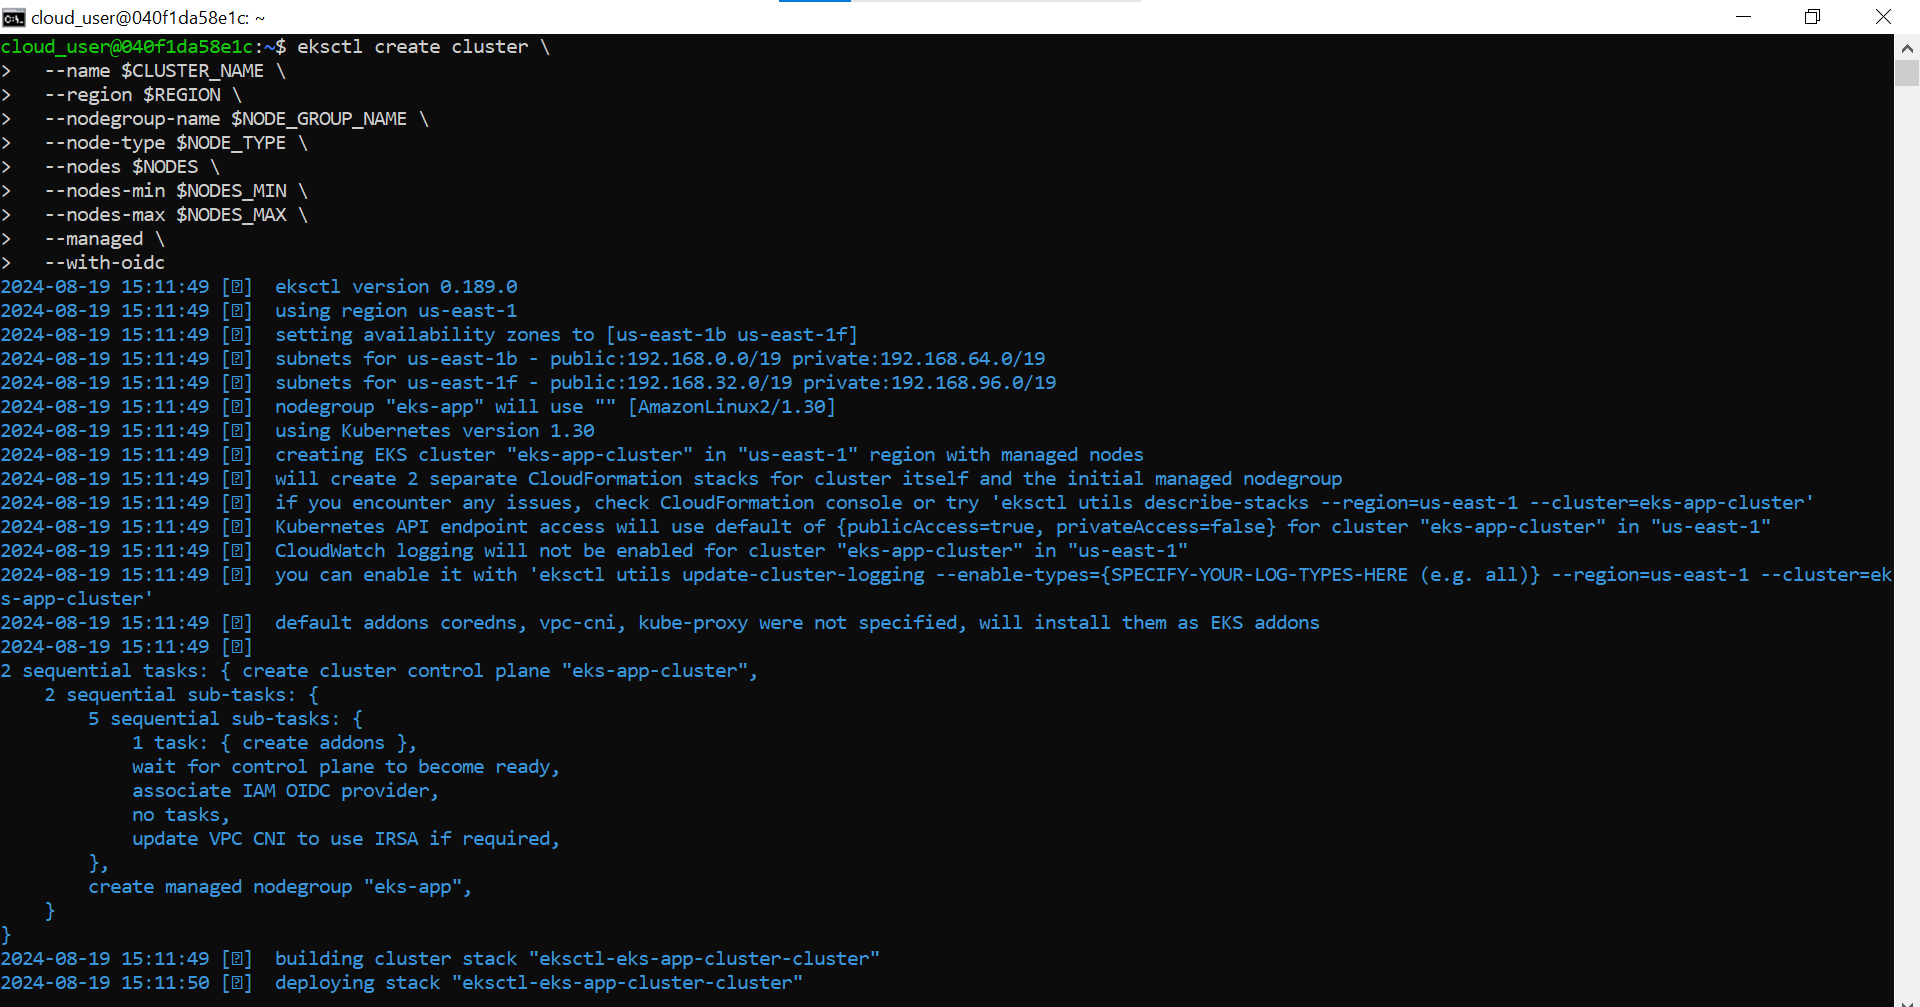 cloud_user@040f1da58e1c: ~
cloud_user@040f1da58e1c:~$ eksctl create cluster \
>   --name $CLUSTER_NAME \
>   --region $REGION \
>   --nodegroup-name $NODE_GROUP_NAME \
>   --node-type $NODE_TYPE \
>   --nodes $NODES \
>   --nodes-min $NODES_MIN \
>   --nodes-max $NODES_MAX \
>   --managed \
>   --with-oidc
2024-08-19 15:11:49 [⍰]  eksctl version 0.189.0
2024-08-19 15:11:49 [⍰]  using region us-east-1
2024-08-19 15:11:49 [⍰]  setting availability zones to [us-east-1b us-east-1f]
2024-08-19 15:11:49 [⍰]  subnets for us-east-1b - public:192.168.0.0/19 private:192.168.64.0/19
2024-08-19 15:11:49 [⍰]  subnets for us-east-1f - public:192.168.32.0/19 private:192.168.96.0/19
2024-08-19 15:11:49 [⍰]  nodegroup "eks-app" will use "" [AmazonLinux2/1.30]
2024-08-19 15:11:49 [⍰]  using Kubernetes version 1.30
2024-08-19 15:11:49 [⍰]  creating EKS cluster "eks-app-cluster" in "us-east-1" region with managed nodes
2024-08-19 15:11:49 [⍰]  will create 2 separate CloudFormation stacks for cluster itself and the initial managed nodegroup
2024-08-19 15:11:49 [⍰]  if you encounter any issues, check CloudFormation console or try 'eksctl utils describe-stacks --region=us-east-1 --cluster=eks-app-cluster'
2024-08-19 15:11:49 [⍰]  Kubernetes API endpoint access will use default of {publicAccess=true, privateAccess=false} for cluster "eks-app-cluster" in "us-east-1"
2024-08-19 15:11:49 [⍰]  CloudWatch logging will not be enabled for cluster "eks-app-cluster" in "us-east-1"
2024-08-19 15:11:49 [⍰]  you can enable it with 'eksctl utils update-cluster-logging --enable-types={SPECIFY-YOUR-LOG-TYPES-HERE (e.g. all)} --region=us-east-1 --cluster=ek
s-app-cluster'
2024-08-19 15:11:49 [⍰]  default addons coredns, vpc-cni, kube-proxy were not specified, will install them as EKS addons
2024-08-19 15:11:49 [⍰]
2 sequential tasks: { create cluster control plane "eks-app-cluster",
    2 sequential sub-tasks: {
        5 sequential sub-tasks: {
            1 task: { create addons },
            wait for control plane to become ready,
            associate IAM OIDC provider,
            no tasks,
            update VPC CNI to use IRSA if required,
        },
        create managed nodegroup "eks-app",
    }
}
2024-08-19 15:11:49 [⍰]  building cluster stack "eksctl-eks-app-cluster-cluster"
2024-08-19 15:11:50 [⍰]  deploying stack "eksctl-eks-app-cluster-cluster"